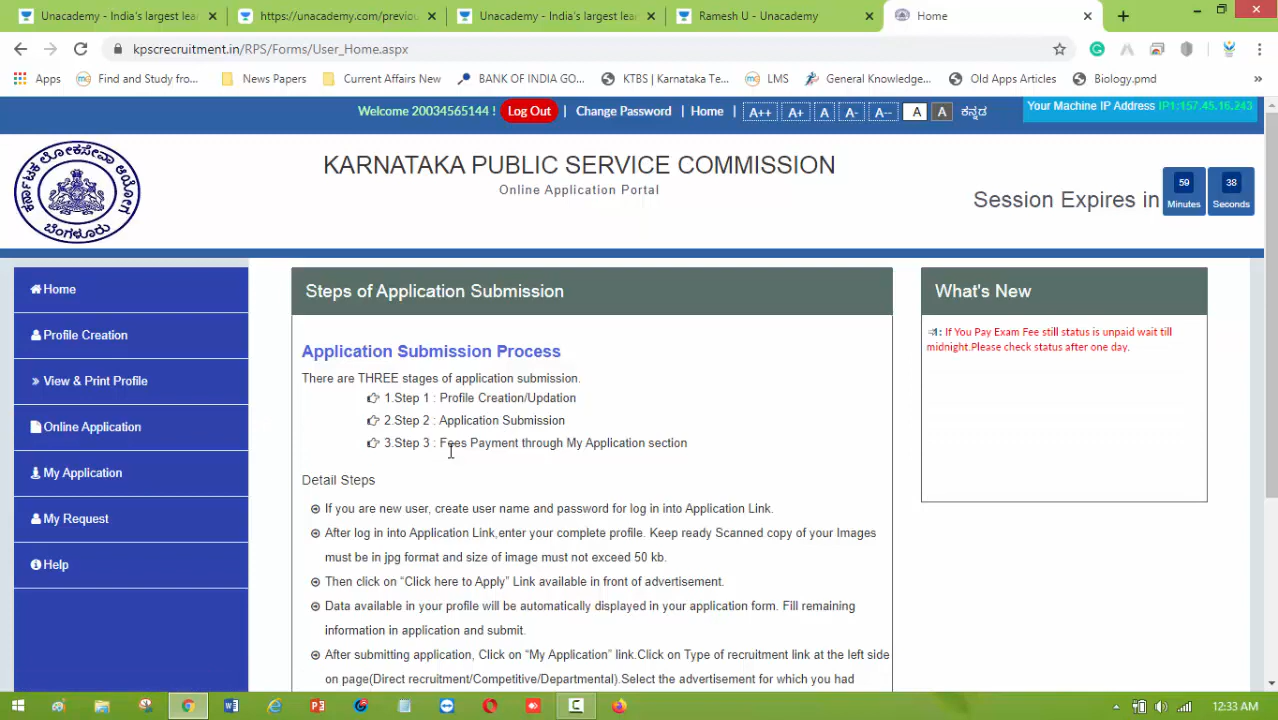 Unacademy - India's largest lea
https://unacademy.com/previou
Unacademy - India's largest lear
Ramesh U - Unacademy
Home
kpscrecruitment.in/RPS/Forms/User_Home.aspx
Apps
Find and Study fro...
News Papers
Current Affairs New
BANK OF INDIA GO...
KTBS | Karnataka Te...
LMS
General Knowledge...
Old Apps Articles
Biology.pmd
»
Welcome 20034565144 ! Log Out | Change Password | Home | A++ A+ A A- A-- A A ಕನ್ನಡ
Your Machine IP Address IP1:157.45.16.243
ಕರ್ನಾಟಕ ಲೋಕಸೇವಾ ಆಯೋಗ
ಬೆಂಗಳೂರು
KARNATAKA PUBLIC SERVICE COMMISSION
Online Application Portal
Session Expires in
59
Minutes
38
Seconds
Home
Profile Creation
» View & Print Profile
Online Application
My Application
My Request
Help
Steps of Application Submission
Application Submission Process
There are THREE stages of application submission.
1.Step 1 : Profile Creation/Updation
2.Step 2 : Application Submission
3.Step 3 : Fees Payment through My Application section
Detail Steps
If you are new user, create user name and password for log in into Application Link.
After log in into Application Link,enter your complete profile. Keep ready Scanned copy of your Images
must be in jpg format and size of image must not exceed 50 kb.
Then click on “Click here to Apply” Link available in front of advertisement.
Data available in your profile will be automatically displayed in your application form. Fill remaining
information in application and submit.
After submitting application, Click on “My Application” link.Click on Type of recruitment link at the left side
on page(Direct recruitment/Competitive/Departmental).Select the advertisement for which you had
What's New
1: If You Pay Exam Fee still status is unpaid wait till
midnight.Please check status after one day.
12:33 AM